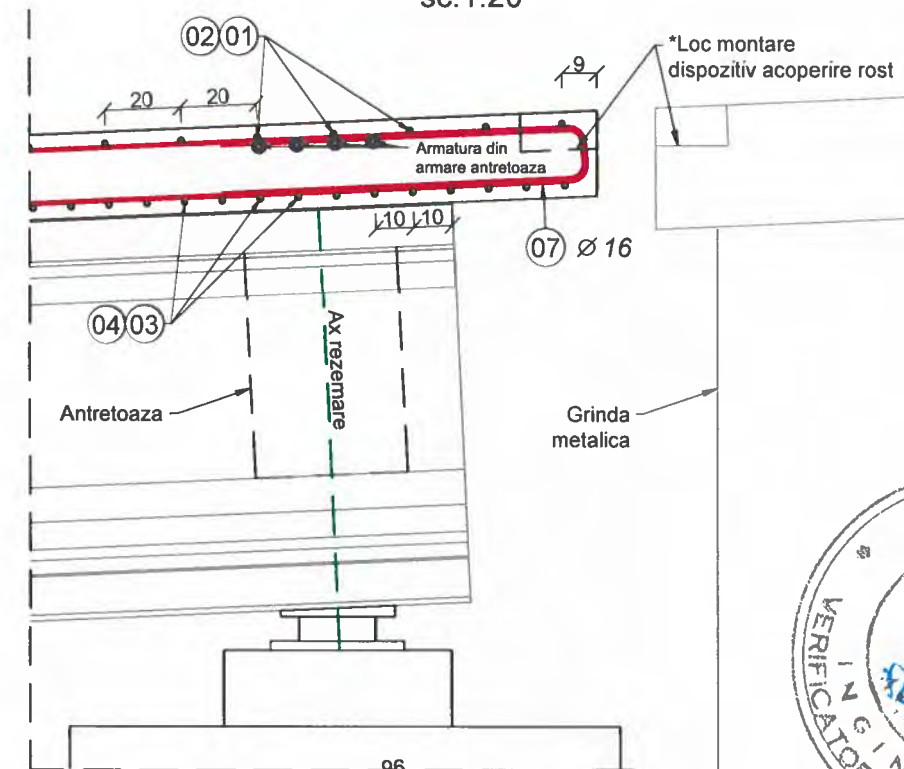 sc.1:20
02 01
*Loc montare
dispozitiv acoperire rost
9
20 20
Armatura din
armare antretoaza
10 10
07 Ø 16
04 03
Ax rezemare
Antretoaza
Grinda
metalica
VERIFICATOR
INGIN
96